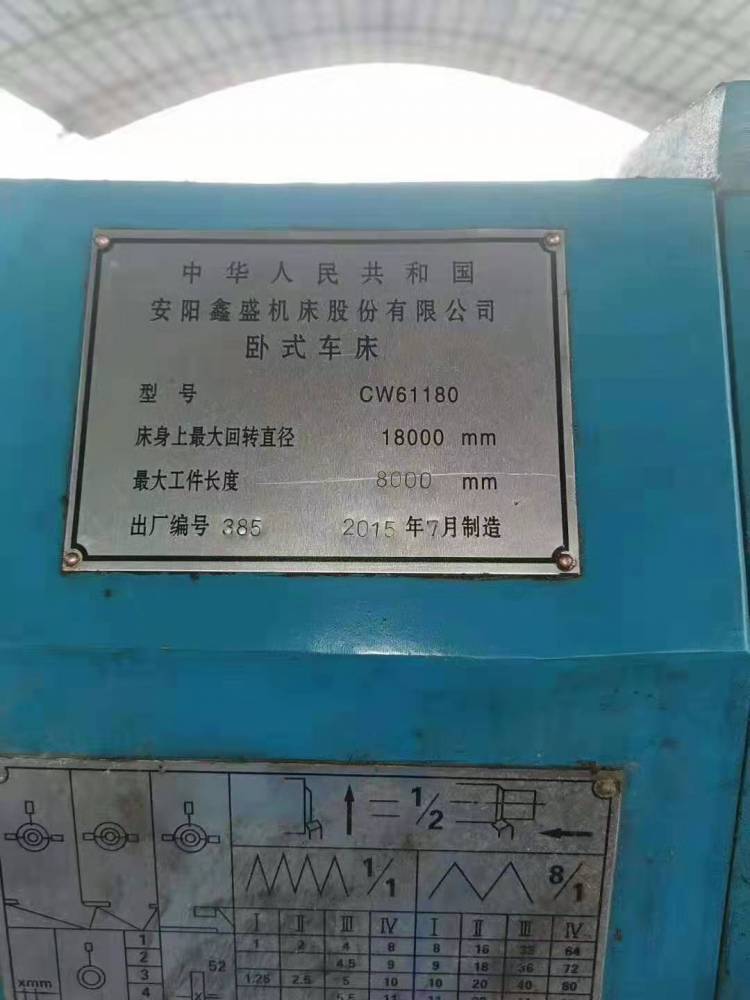 中华人民共和国
安阳鑫盛机床股份有限公司
卧式车床
型号 CW61180
床身上最大回转直径 18000 mm
最大工件长度 8000 mm
出厂编号 385 2015 年 7 月制造
= 1/2
1/1 8/1
I II III IV I II III IV
1 1 2 4 8 8 16 32 64
2 4.5 9 9 18 36 72
3 52 1.25 2.5 5 10 10 20 40 80
xmm 4 5.5 11 11